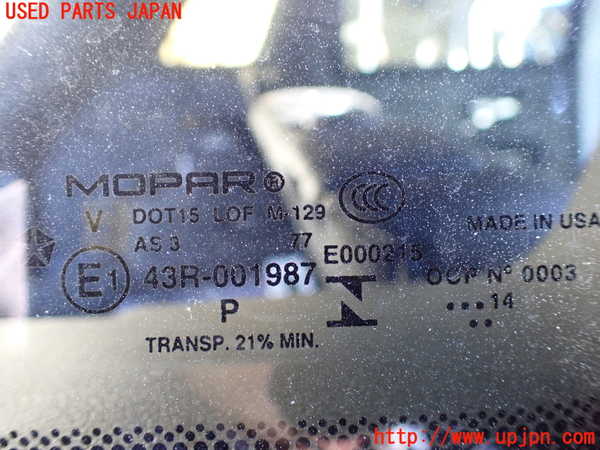 USED PARTS JAPAN
MOPAR®
CCC
V DOT15 LOF M-129 MADE IN USA
AS 3 77 E000215
E1 43R-001987 OCP N° 0003
P ...14
..
TRANSP. 21% MIN.
http://www.upjpn.com/